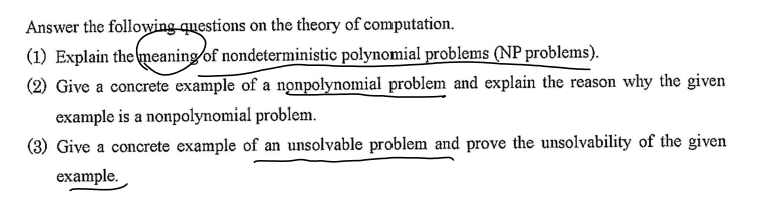 Answer the following questions on the theory of computation.
(1) Explain the meaning of nondeterministic polynomial problems (NP problems).
(2) Give a concrete example of a nonpolynomial problem and explain the reason why the given
example is a nonpolynomial problem.
(3) Give a concrete example of an unsolvable problem and prove the unsolvability of the given
example.